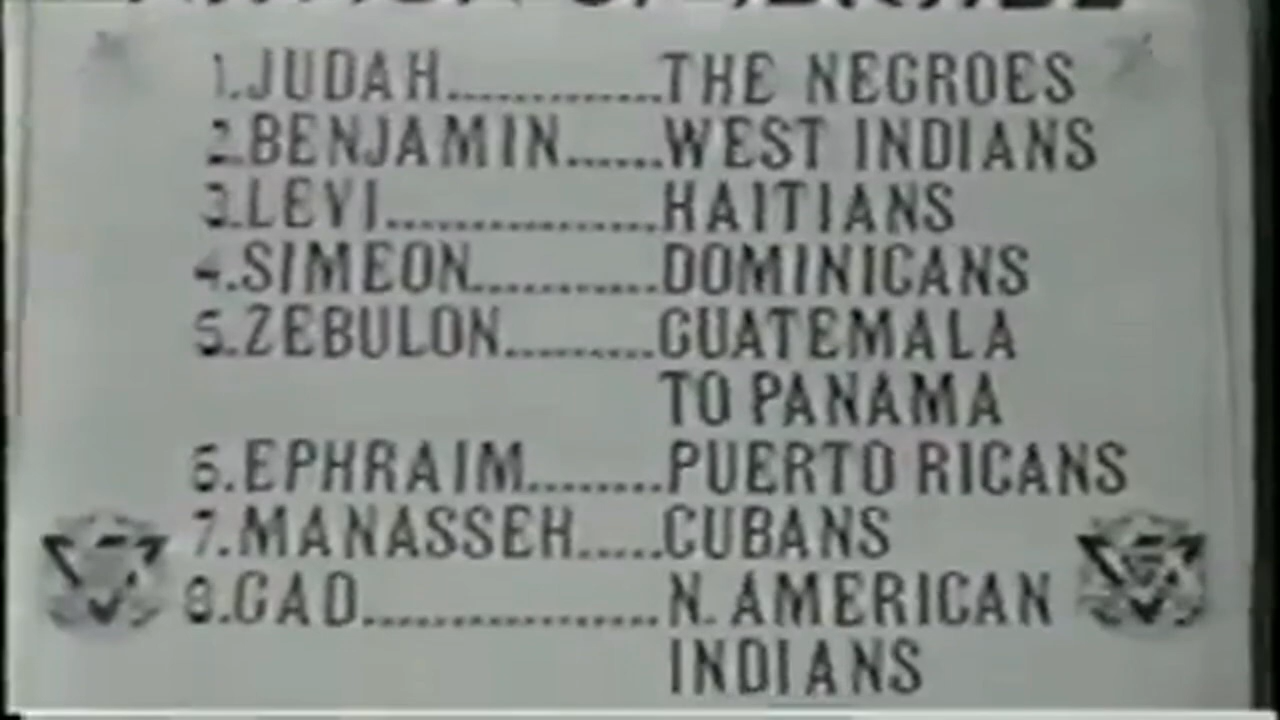 1.JUDAH..............THE NEGROES
2.BENJAMIN......WEST INDIANS
3.LEVI..................HAITIANS
4.SIMEON............DOMINICANS
5.ZEBULON.........GUATEMALA
TO PANAMA
6.EPHRAIM........PUERTO RICANS
7.MANASSEH.....CUBANS
8.GAD...................N. AMERICAN
INDIANS